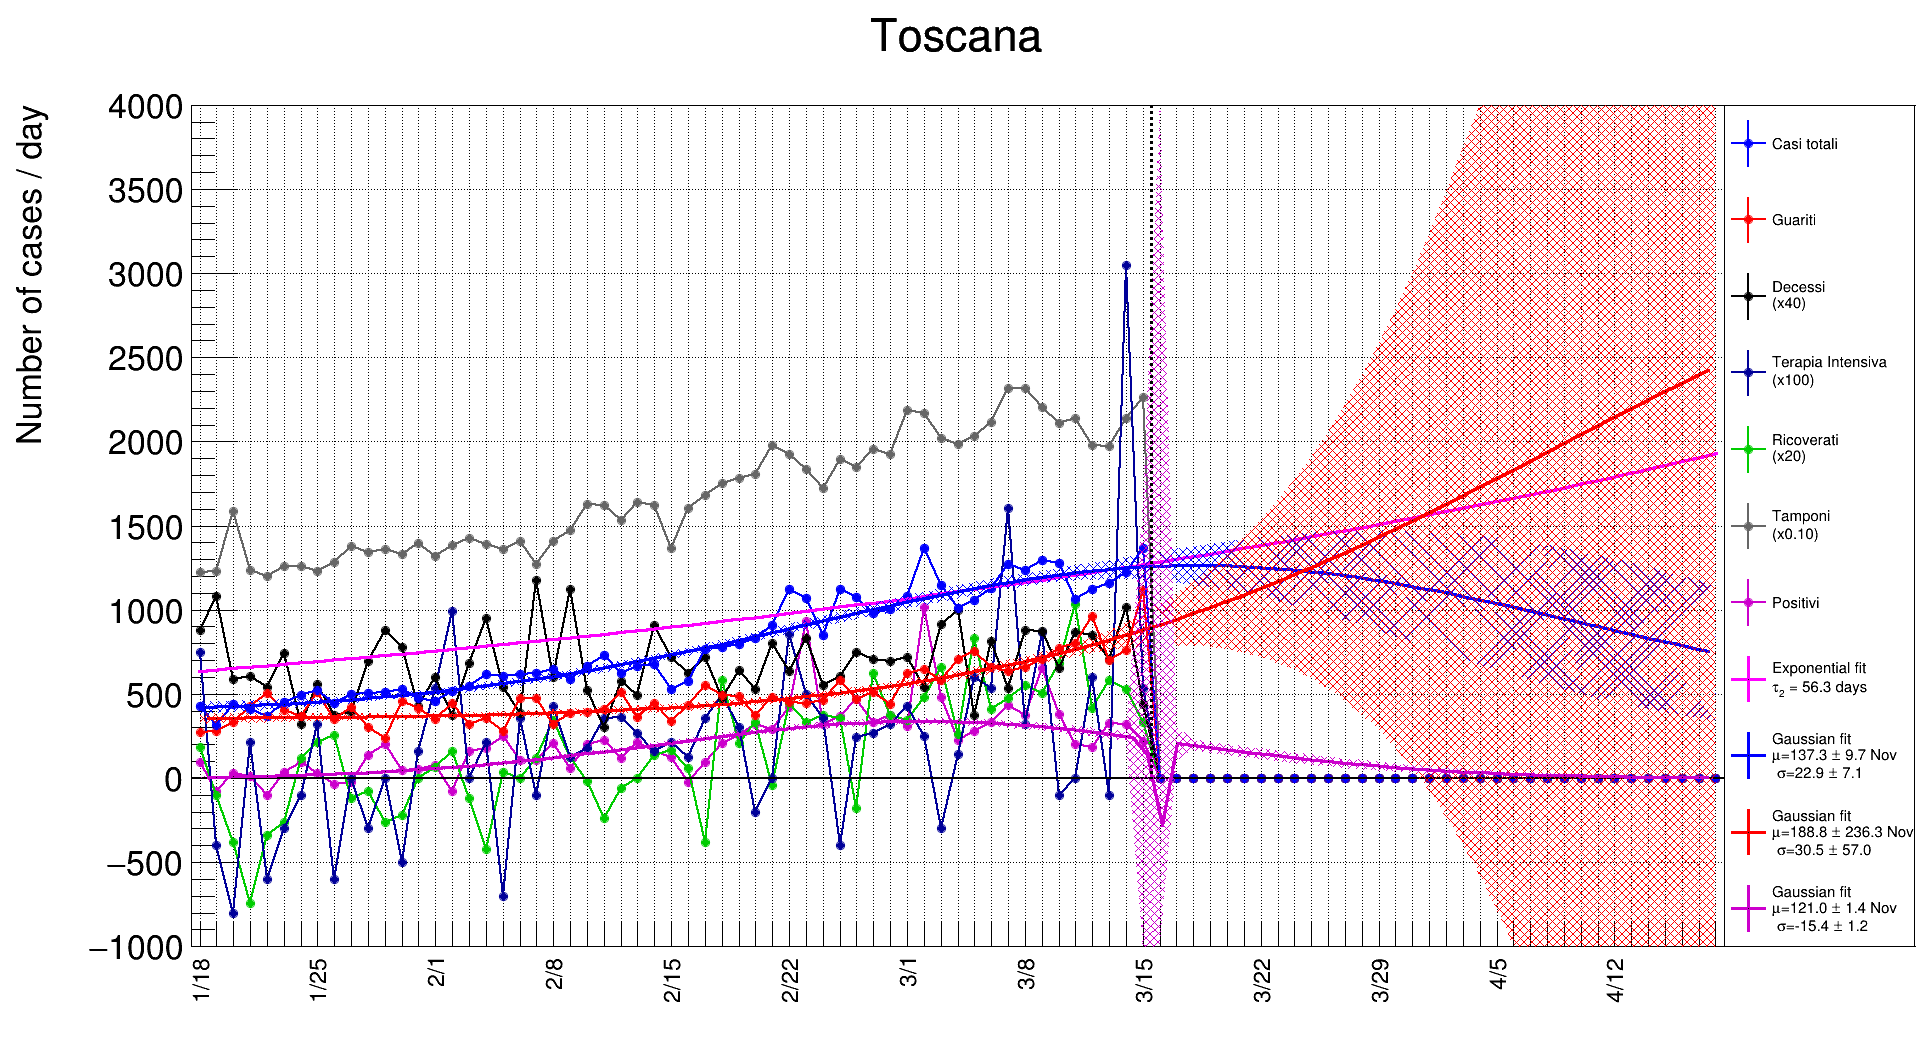 Toscana
Number of cases / day
4000
3500
3000
2500
2000
1500
1000
500
0
−500
−1000
1/18
1/25
2/1
2/8
2/15
2/22
3/1
3/8
3/15
3/22
3/29
4/5
4/12
Casi totali
Guariti
Decessi
(x40)
Terapia Intensiva
(x100)
Ricoverati
(x20)
Tamponi
(x0.10)
Positivi
Exponential fit
τ2 = 56.3 days
Gaussian fit
μ=137.3 ± 9.7 Nov
σ=22.9 ± 7.1
Gaussian fit
μ=188.8 ± 236.3 Nov
σ=30.5 ± 57.0
Gaussian fit
μ=121.0 ± 1.4 Nov
σ=-15.4 ± 1.2